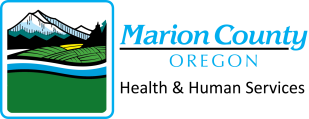 Marion County
OREGON
Health & Human Services